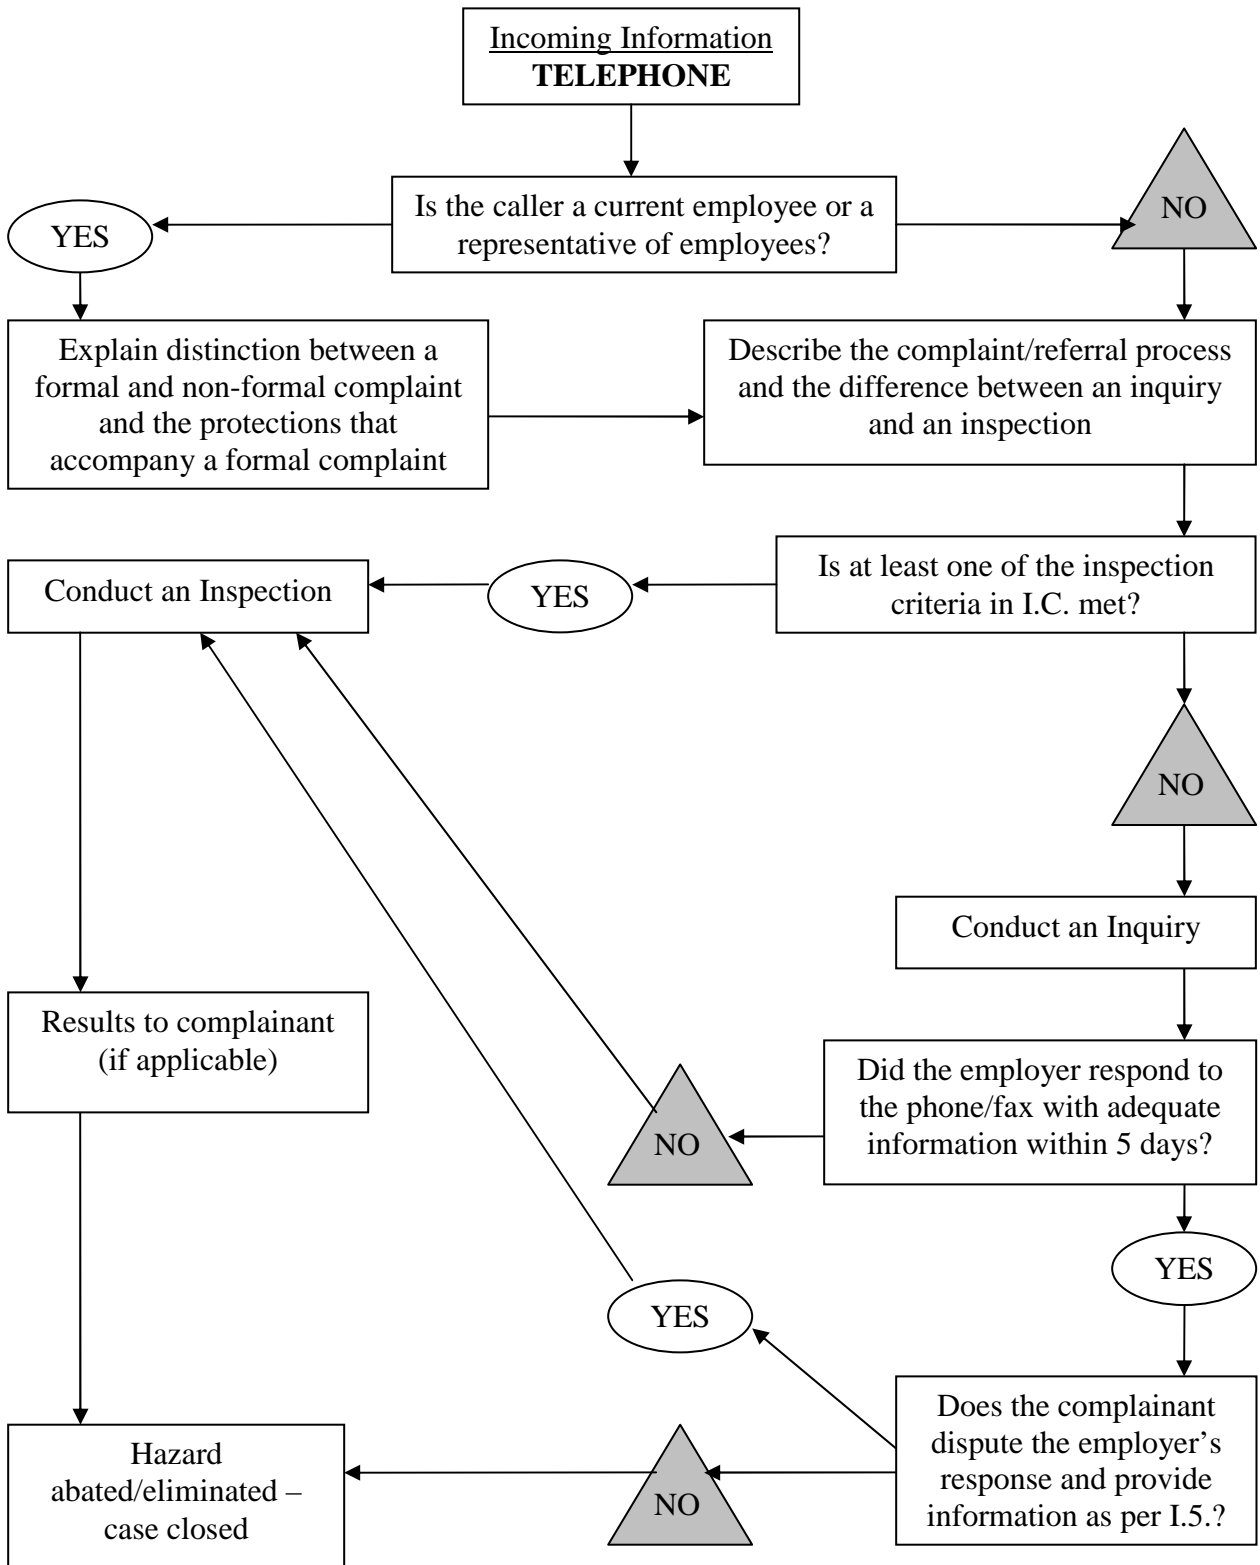 Incoming Information
TELEPHONE
Is the caller a current employee or a
representative of employees?
YES
NO
Explain distinction between a
formal and non-formal complaint
and the protections that
accompany a formal complaint
Describe the complaint/referral process
and the difference between an inquiry
and an inspection
Conduct an Inspection
YES
Is at least one of the inspection
criteria in I.C. met?
NO
Conduct an Inquiry
Results to complainant
(if applicable)
NO
Did the employer respond to
the phone/fax with adequate
information within 5 days?
YES
YES
Hazard
abated/eliminated –
case closed
NO
Does the complainant
dispute the employer’s
response and provide
information as per I.5.?